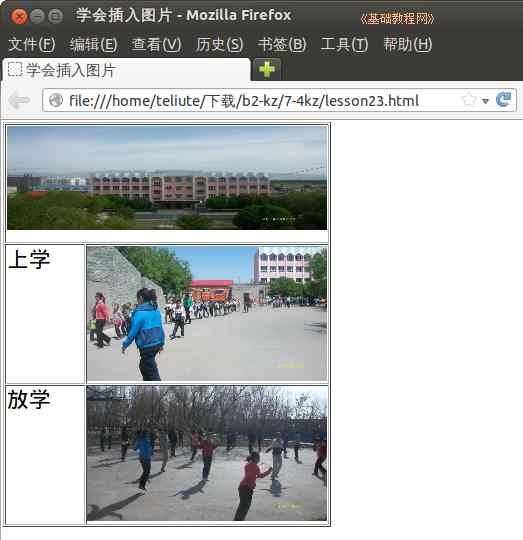 学会插入图片 - Mozilla Firefox
《基础教程网》
文件(F) 编辑(E) 查看(V) 历史(S) 书签(B) 工具(T) 帮助(H)
学会插入图片
file:///home/teliute/下载/b2-kz/7-4kz/lesson23.html
上学
放学